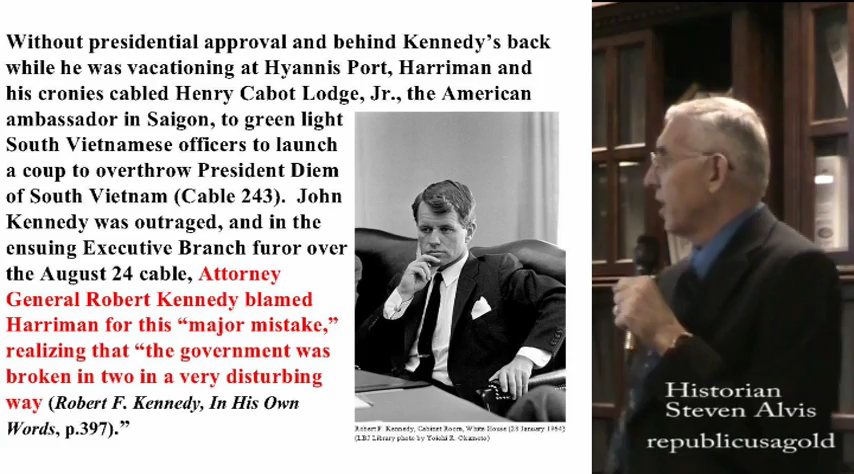 Without presidential approval and behind Kennedy's back
while he was vacationing at Hyannis Port, Harriman and
his cronies cabled Henry Cabot Lodge, Jr., the American
ambassador in Saigon, to green light
South Vietnamese officers to launch
a coup to overthrow President Diem
of South Vietnam (Cable 243). John
Kennedy was outraged, and in the
ensuing Executive Branch furor over
the August 24 cable, Attorney
General Robert Kennedy blamed
Harriman for this “major mistake,”
realizing that “the government was
broken in two in a very disturbing
way (Robert F. Kennedy, In His Own
Words, p.397).”
Robert F. Kennedy, Cabinet Room, White House (28 January 1964)
(LBJ Library photo by Yoichi R. Okamoto)
Historian
Steven Alvis
republicusagold